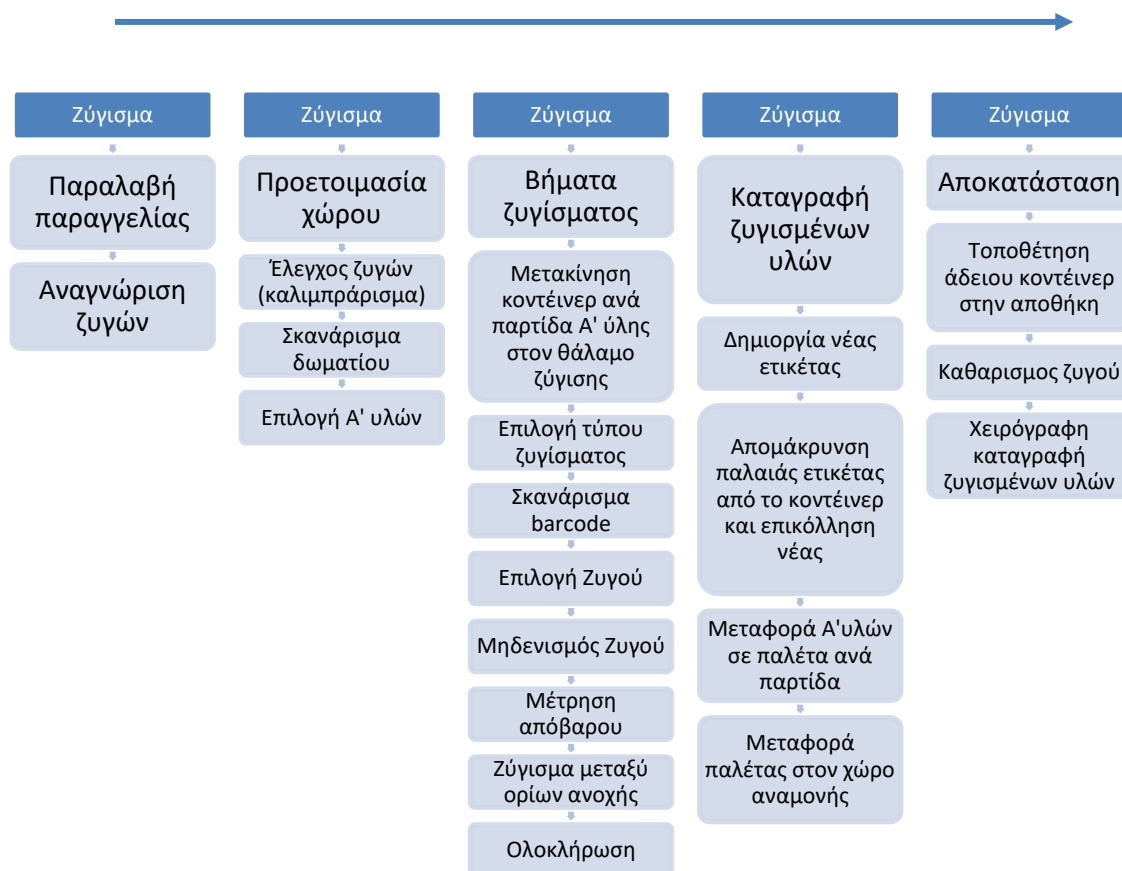 Ζύγισμα
Παραλαβή
παραγγελίας
Αναγνώριση
ζυγών
Ζύγισμα
Προετοιμασία
χώρου
Έλεγχος ζυγών
(καλιμπράρισμα)
Σκανάρισμα
δωματίου
Επιλογή Α' υλών
Ζύγισμα
Βήματα
ζυγίσματος
Μετακίνηση
κοντέινερ ανά
παρτίδα Α' ύλης
στον θάλαμο
ζύγισης
Επιλογή τύπου
ζυγίσματος
Σκανάρισμα
barcode
Επιλογή Ζυγού
Μηδενισμός Ζυγού
Μέτρηση
απόβαρου
Ζύγισμα μεταξύ
ορίων ανοχής
Ολοκλήρωση
Ζύγισμα
Καταγραφή
ζυγισμένων
υλών
Δημιοργία νέας
ετικέτας
Απομάκρυνση
παλαιάς ετικέτας
από το κοντέινερ
και επικόλληση
νέας
Μεταφορά Α'υλών
σε παλέτα ανά
παρτίδα
Μεταφορά
παλέτας στον χώρο
αναμονής
Ζύγισμα
Αποκατάσταση
Τοποθέτηση
άδειου κοντέινερ
στην αποθήκη
Καθαρισμος ζυγού
Χειρόγραφη
καταγραφή
ζυγισμένων υλών